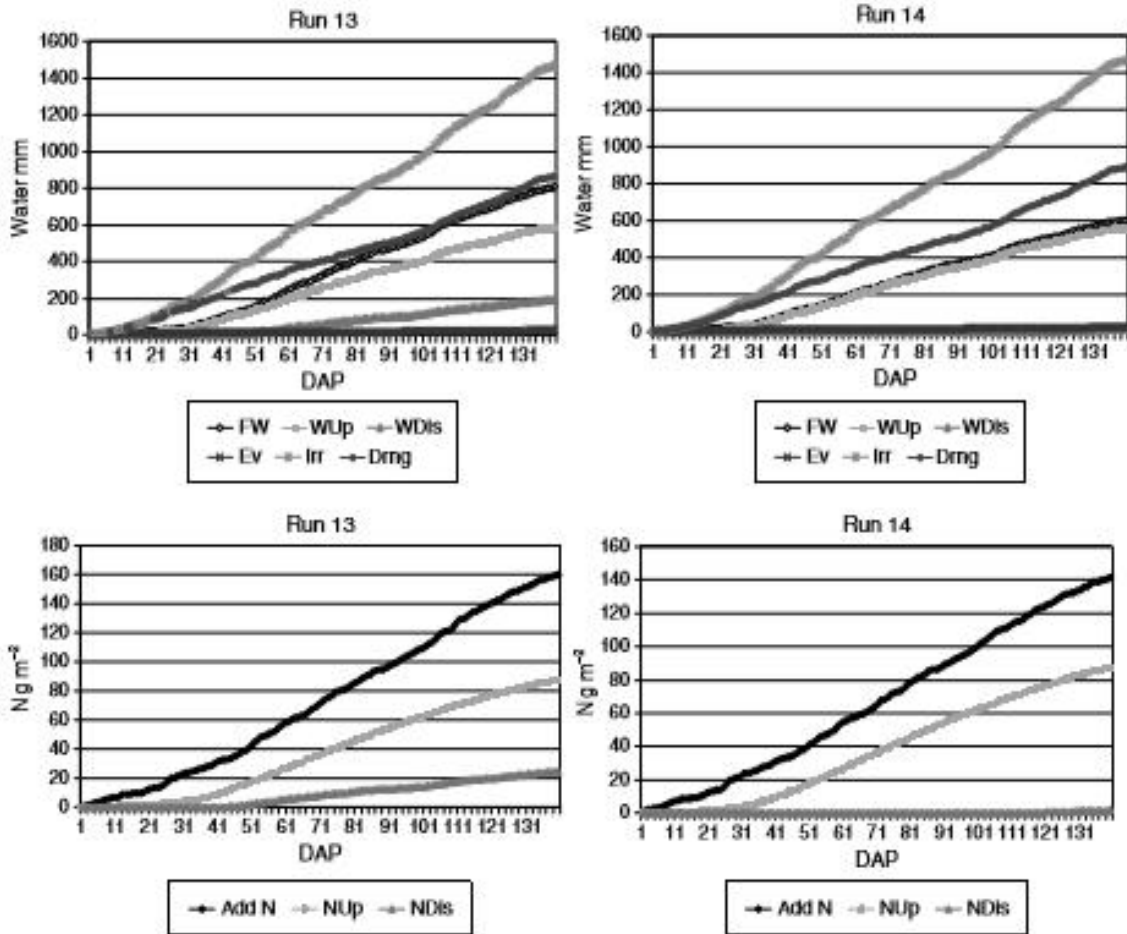 Run 13
1600
1400
1200
1000
800
600
400
200
0
Water mm
1 11 21 31 41 51 61 71 81 91 101 111 121 131
DAP
FW WUp WDis
Ev Irr Drng
Run 14
1600
1400
1200
1000
800
600
400
200
0
Water mm
1 11 21 31 41 51 61 71 81 91 101 111 121 131
DAP
FW WUp WDis
Ev Irr Drng
Run 13
180
160
140
120
100
80
60
40
20
0
N g m⁻²
1 11 21 31 41 51 61 71 81 91 101 111 121 131
DAP
Add N NUp NDis
Run 14
160
140
120
100
80
60
40
20
0
N g m⁻²
1 11 21 31 41 51 61 71 81 91 101 111 121 131
DAP
Add N NUp NDis